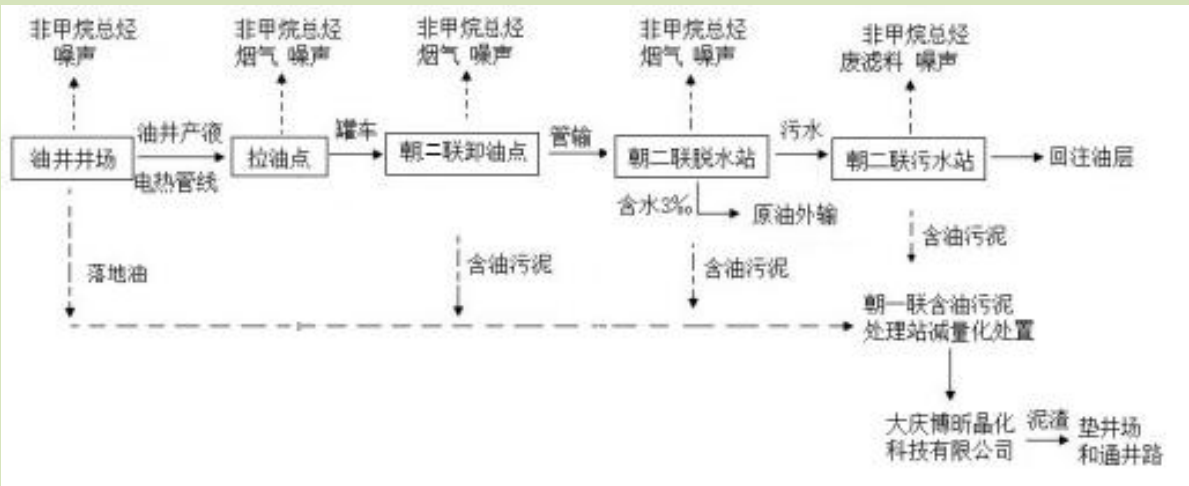 非甲烷总烃
噪声
非甲烷总烃
烟气 噪声
非甲烷总烃
烟气 噪声
非甲烷总烃
烟气 噪声
非甲烷总烃
废滤料 噪声
油井井场
油井产液
电热管线
拉油点
罐车
朝二联卸油点
管输
朝二联脱水站
污水
朝二联污水站
回注油层
含水3‰
原油外输
落地油
含油污泥
含油污泥
含油污泥
朝一联含油污泥
处理站减量化处置
大庆博昕晶化
科技有限公司
泥渣
垫井场
和通井路